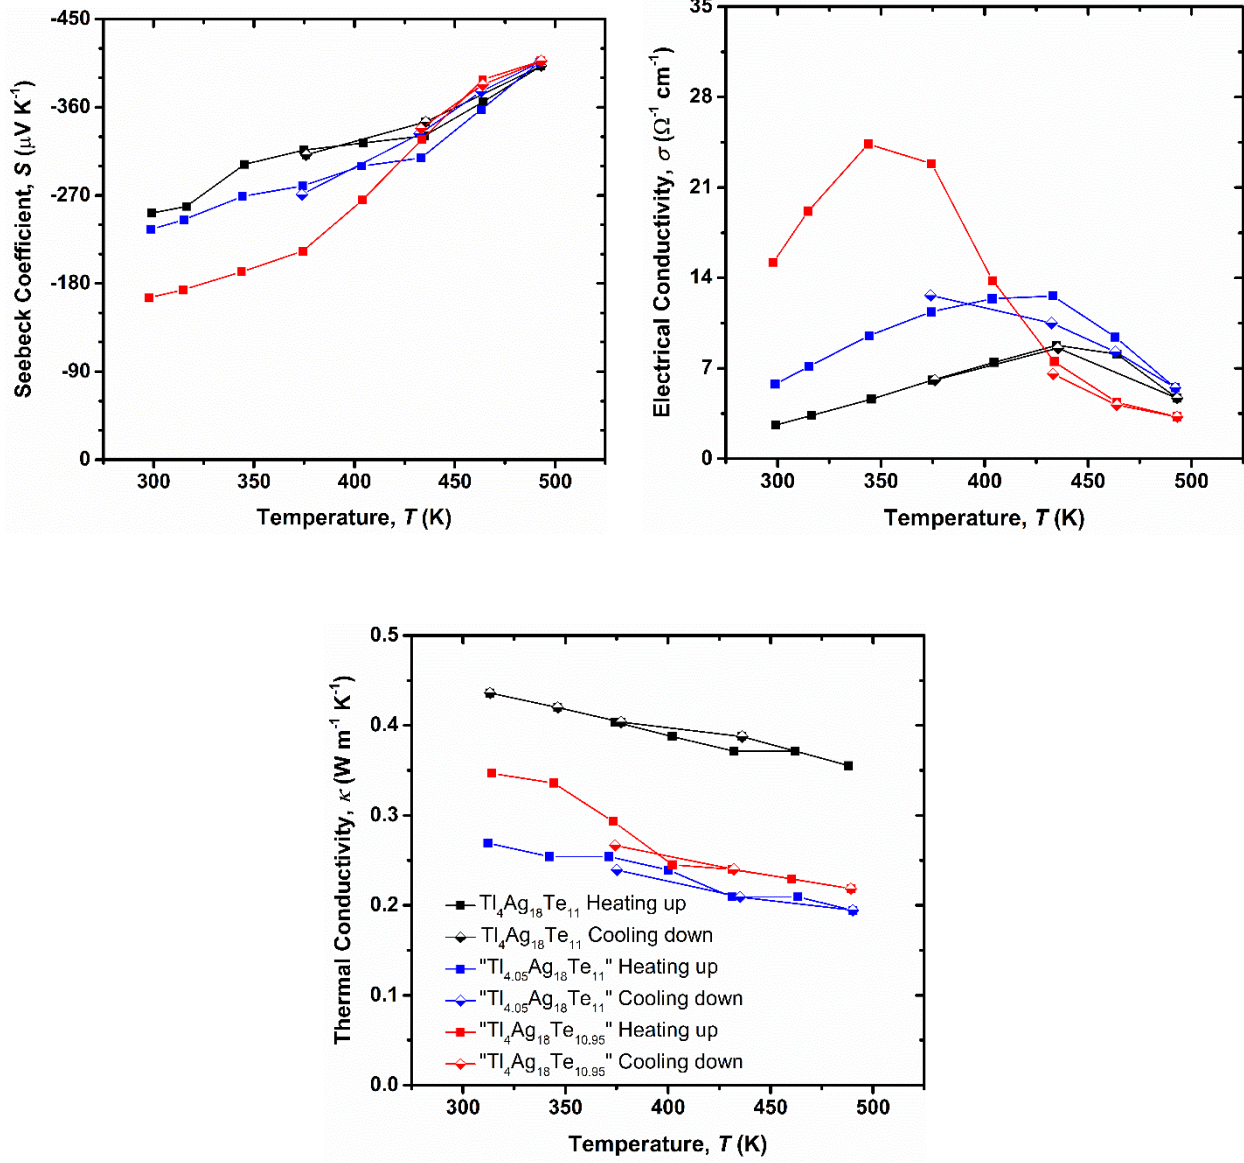 -450
-360
-270
-180
-90
0
Seebeck Coefficient, S (μV K⁻¹)
300
350
400
450
500
Temperature, T (K)
35
28
21
14
7
0
Electrical Conductivity, σ (Ω⁻¹ cm⁻¹)
300
350
400
450
500
Temperature, T (K)
0.5
0.4
0.3
0.2
0.1
0.0
Thermal Conductivity, κ (W m⁻¹ K⁻¹)
Tl₄Ag₁₈Te₁₁ Heating up
Tl₄Ag₁₈Te₁₁ Cooling down
"Tl₄.₀₅Ag₁₈Te₁₁" Heating up
"Tl₄.₀₅Ag₁₈Te₁₁" Cooling down
"Tl₄Ag₁₈Te₁₀.₉₅" Heating up
"Tl₄Ag₁₈Te₁₀.₉₅" Cooling down
300
350
400
450
500
Temperature, T (K)